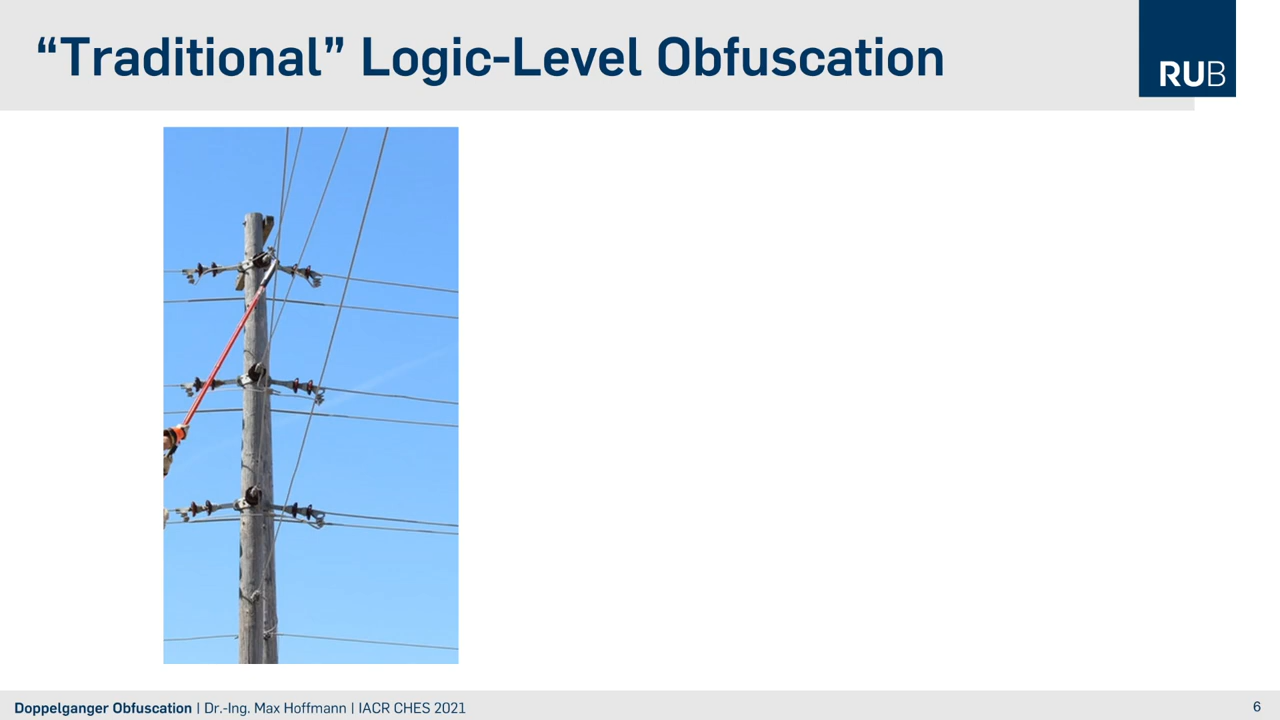 “Traditional” Logic-Level Obfuscation
RUB
Doppelganger Obfuscation | Dr.-Ing. Max Hoffmann | IACR CHES 2021
6